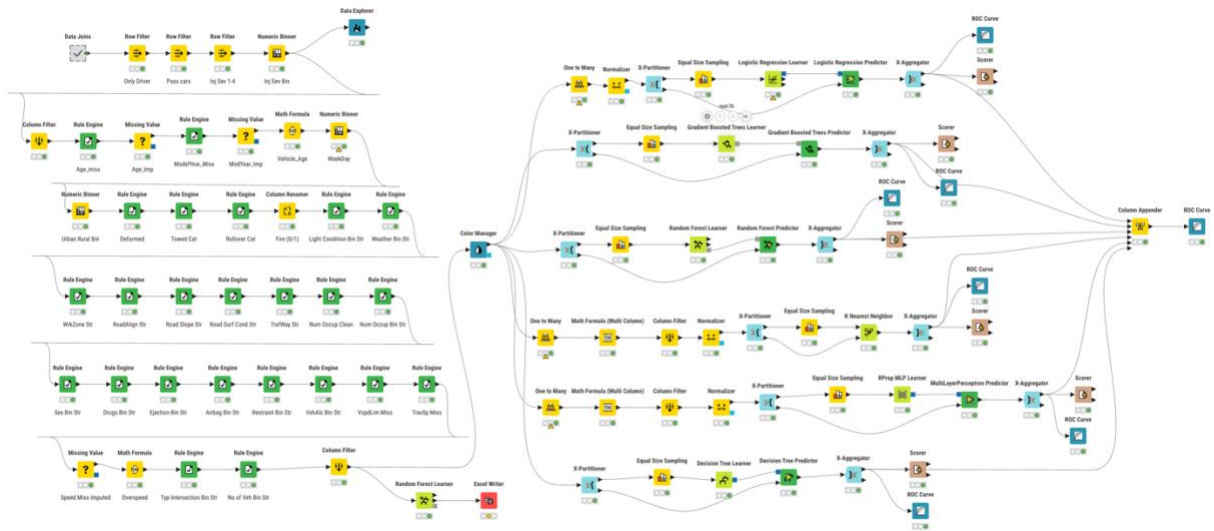 Data Explorer
Data Joins
Row Filter
Row Filter
Row Filter
Numeric Binner
Only Driver
Pass cars
Inj Sev 1-4
Inj Sev Bin
Column Filter
Rule Engine
Missing Value
Rule Engine
Missing Value
Math Formula
Numeric Binner
Age_miss
Age_Imp
ModelYear_Miss
ModYear_Imp
Vehicle_Age
WeekDay
Numeric Binner
Rule Engine
Rule Engine
Rule Engine
Column Renamer
Rule Engine
Rule Engine
Urban Rural Bin
Deformed
Towed Cat
Rollover Cat
Fire (0/1)
Light Condition Bin Str
Weather Bin Str
Rule Engine
Rule Engine
Rule Engine
Rule Engine
Rule Engine
Rule Engine
Rule Engine
WrkZone Str
RoadAlign Str
Road Slope Str
Road Surf Cond Str
TrafWay Str
Num Occup Clean
Num Occup Bin Str
Rule Engine
Rule Engine
Rule Engine
Rule Engine
Rule Engine
Rule Engine
Rule Engine
Rule Engine
Sex Bin Str
Drugs Bin Str
Ejection Bin Str
Airbag Bin Str
Restraint Bin Str
VehAlc Bin Str
VspdLim Miss
TravSp Miss
Missing Value
Math Formula
Rule Engine
Rule Engine
Column Filter
Speed Miss Imputed
Overspeed
Typ Intersection Bin Str
No of Veh Bin Str
Random Forest Learner
Excel Writer
Color Manager
ROC Curve
One to Many
Normalizer
X-Partitioner
Equal Size Sampling
Logistic Regression Learner
Logistic Regression Predictor
X-Aggregator
Scorer
X-Partitioner
Equal Size Sampling
Gradient Boosted Trees Learner
Gradient Boosted Trees Predictor
X-Aggregator
Scorer
ROC Curve
ROC Curve
X-Partitioner
Equal Size Sampling
Random Forest Learner
Random Forest Predictor
X-Aggregator
Scorer
Column Appender
ROC Curve
ROC Curve
One to Many
Math Formula (Multi Column)
Column Filter
Normalizer
X-Partitioner
Equal Size Sampling
K Nearest Neighbor
X-Aggregator
Scorer
One to Many
Math Formula (Multi Column)
Column Filter
Normalizer
X-Partitioner
Equal Size Sampling
RProp MLP Learner
MultiLayerPerceptron Predictor
X-Aggregator
Scorer
ROC Curve
X-Partitioner
Equal Size Sampling
Decision Tree Learner
Decision Tree Predictor
X-Aggregator
Scorer
ROC Curve